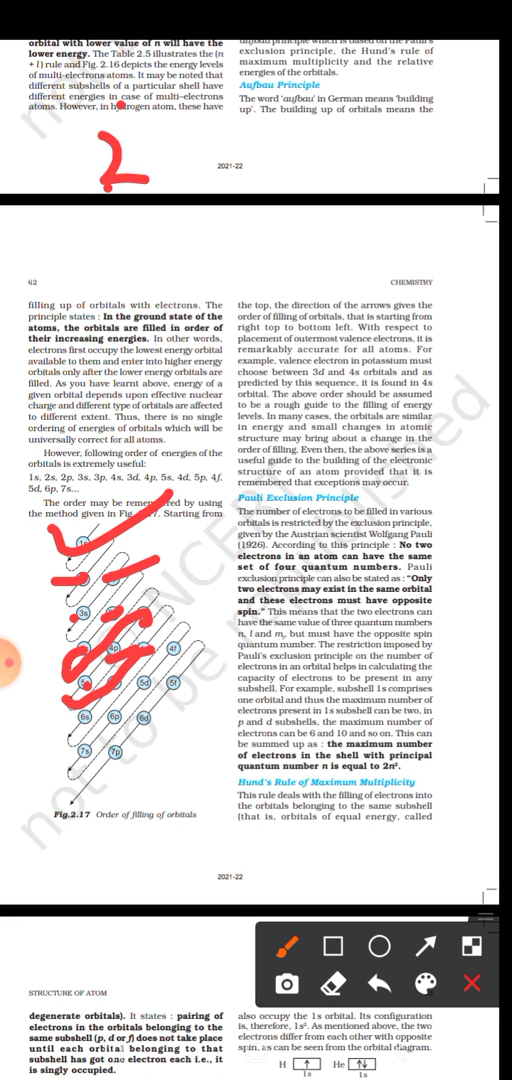 orbital with lower value of n will have the
lower energy. The Table 2.5 illustrates the (n
+ l) rule and Fig. 2.16 depicts the energy levels
of multi-electrons atoms. It may be noted that
different subshells of a particular shell have
different energies in case of multi–electrons
atoms. However, in hydrogen atom, these have
exclusion principle, the Hund's rule of
maximum multiplicity and the relative
energies of the orbitals.
Aufbau Principle
The word 'aufbau' in German means 'building
up'. The building up of orbitals means the
2
2021-22
62
CHEMISTRY
filling up of orbitals with electrons. The
principle states : In the ground state of the
atoms, the orbitals are filled in order of
their increasing energies. In other words,
electrons first occupy the lowest energy orbital
available to them and enter into higher energy
orbitals only after the lower energy orbitals are
filled. As you have learnt above, energy of a
given orbital depends upon effective nuclear
charge and different type of orbitals are affected
to different extent. Thus, there is no single
ordering of energies of orbitals which will be
universally correct for all atoms.
However, following order of energies of the
orbitals is extremely useful:
1s, 2s, 2p, 3s, 3p, 4s, 3d, 4p, 5s, 4d, 5p, 4f,
5d, 6p, 7s...
The order may be remembered by using
the method given in Fig. 2.17. Starting from
1s
3s
4p 4f
5d 5f
6s 6p 6d
7s 7p
Fig.2.17 Order of filling of orbitals
the top, the direction of the arrows gives the
order of filling of orbitals, that is starting from
right top to bottom left. With respect to
placement of outermost valence electrons, it is
remarkably accurate for all atoms. For
example, valence electron in potassium must
choose between 3d and 4s orbitals and as
predicted by this sequence, it is found in 4s
orbital. The above order should be assumed
to be a rough guide to the filling of energy
levels. In many cases, the orbitals are similar
in energy and small changes in atomic
structure may bring about a change in the
order of filling. Even then, the above series is a
useful guide to the building of the electronic
structure of an atom provided that it is
remembered that exceptions may occur.
Pauli Exclusion Principle
The number of electrons to be filled in various
orbitals is restricted by the exclusion principle,
given by the Austrian scientist Wolfgang Pauli
(1926). According to this principle : No two
electrons in an atom can have the same
set of four quantum numbers. Pauli
exclusion principle can also be stated as : "Only
two electrons may exist in the same orbital
and these electrons must have opposite
spin." This means that the two electrons can
have the same value of three quantum numbers
n, l and mₗ, but must have the opposite spin
quantum number. The restriction imposed by
Pauli's exclusion principle on the number of
electrons in an orbital helps in calculating the
capacity of electrons to be present in any
subshell. For example, subshell 1s comprises
one orbital and thus the maximum number of
electrons present in 1s subshell can be two, in
p and d subshells, the maximum number of
electrons can be 6 and 10 and so on. This can
be summed up as : the maximum number
of electrons in the shell with principal
quantum number n is equal to 2n².
Hund's Rule of Maximum Multiplicity
This rule deals with the filling of electrons into
the orbitals belonging to the same subshell
(that is, orbitals of equal energy, called
2021-22
STRUCTURE OF ATOM
degenerate orbitals). It states : pairing of
electrons in the orbitals belonging to the
same subshell (p, d or f) does not take place
until each orbital belonging to that
subshell has got one electron each i.e., it
is singly occupied.
also occupy the 1s orbital. Its configuration
is, therefore, 1s². As mentioned above, the two
electrons differ from each other with opposite
spin, as can be seen from the orbital diagram.
H ↑ He ↑↓
1s 1s